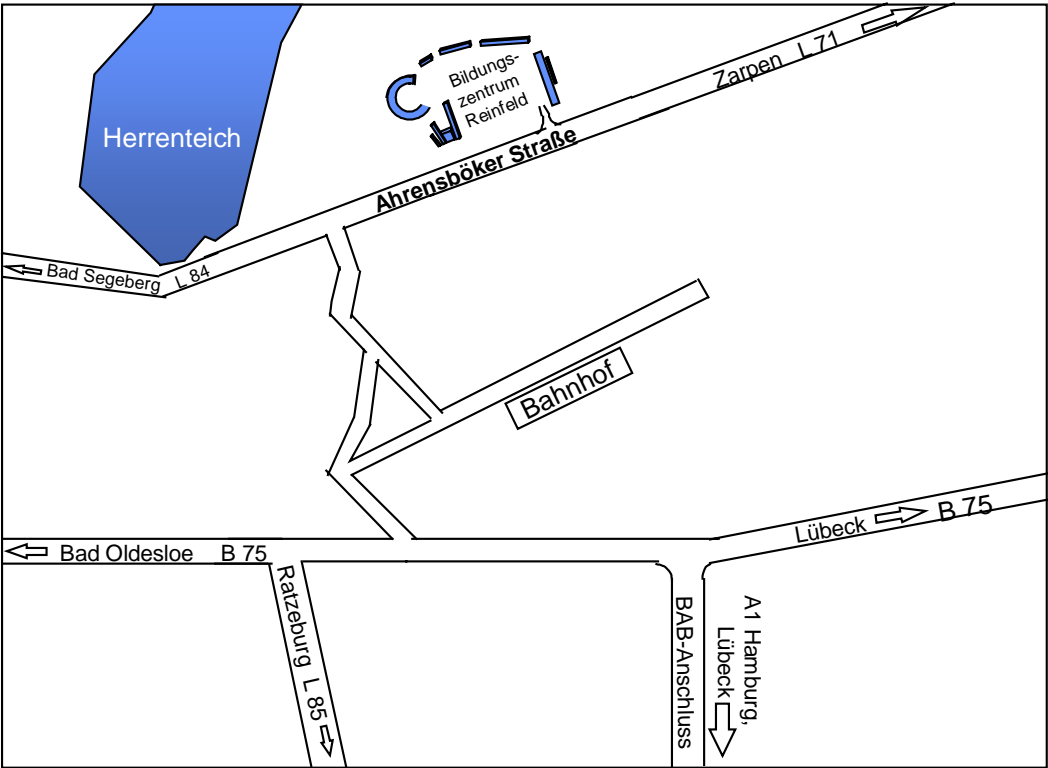 Zarpen L 71
Bildungs-
zentrum
Reinfeld
Herrenteich
Ahrensböker Straße
Bad Segeberg L 84
Bahnhof
Lübeck B 75
Bad Oldesloe B 75
Ratzeburg L 85
BAB-Anschluss
A1 Hamburg,
Lübeck